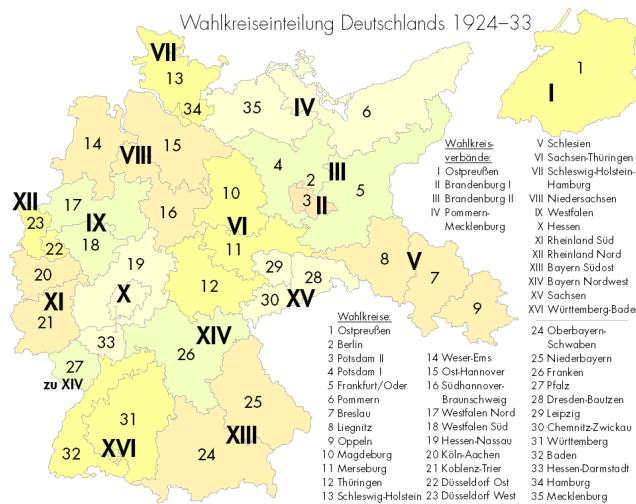 Wahlkreiseinteilung Deutschlands 1924–33
VII
13
34
35
IV
6
1
I
14
VIII
15
4
2
III
3
II
5
10
VI
16
11
12
XII
23
17
IX
22
18
20
XI
21
19
X
33
29
28
30
XV
8
V
7
9
27
zu XIV
XIV
26
31
32
XVI
25
24
XIII
Wahlkreis-
verbände:
I Ostpreußen
II Brandenburg I
III Brandenburg II
IV Pommern-
Mecklenburg
V Schlesien
VI Sachsen-Thüringen
VII Schleswig-Holstein-
Hamburg
VIII Niedersachsen
IX Westfalen
X Hessen
XI Rheinland Süd
XII Rheinland Nord
XIII Bayern Südost
XIV Bayern Nordwest
XV Sachsen
XVI Württemberg-Baden
Wahlkreise:
1 Ostpreußen
2 Berlin
3 Potsdam II
4 Potsdam I
5 Frankfurt/Oder
6 Pommern
7 Breslau
8 Liegnitz
9 Oppeln
10 Magdeburg
11 Merseburg
12 Thüringen
13 Schleswig-Holstein
14 Weser-Ems
15 Ost-Hannover
16 Südhannover-
Braunschweig
17 Westfalen Nord
18 Westfalen Süd
19 Hessen-Nassau
20 Köln-Aachen
21 Koblenz-Trier
22 Düsseldorf Ost
23 Düsseldorf West
24 Oberbayern-
Schwaben
25 Niederbayern
26 Franken
27 Pfalz
28 Dresden-Bautzen
29 Leipzig
30 Chemnitz-Zwickau
31 Württemberg
32 Baden
33 Hessen-Darmstadt
34 Hamburg
35 Mecklenburg